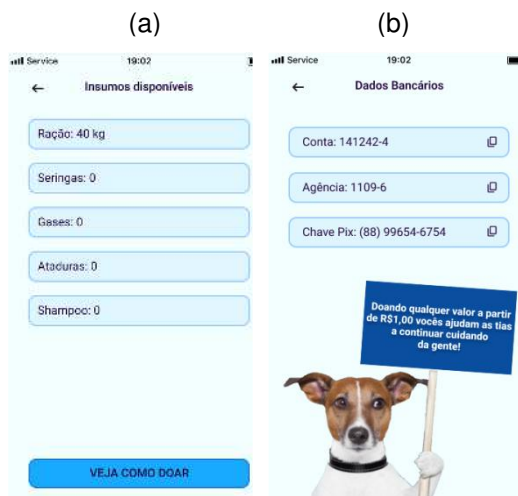 (a)
(b)
Service 19:02
Insumos disponíveis
Ração: 40 kg
Seringas: 0
Gases: 0
Ataduras: 0
Shampoo: 0
VEJA COMO DOAR
Service 19:02
Dados Bancários
Conta: 141242-4
Agência: 1109-6
Chave Pix: (88) 99654-6754
Doando qualquer valor a partir
de R$1,00 vocês ajudam as tias
a continuar cuidando
da gente!